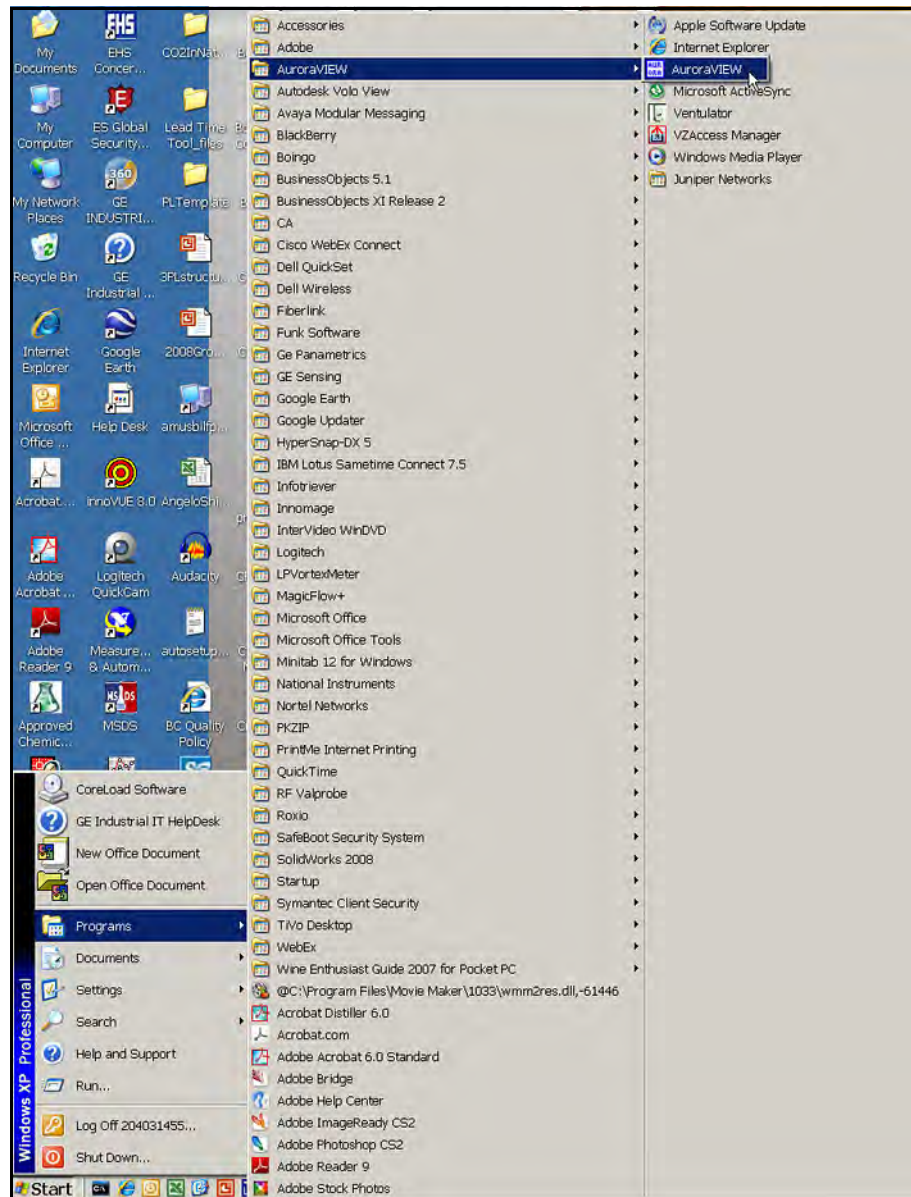 My Documents
EHS Concer...
CO2InNat...
My Computer
ES Global Security,...
Lead Time Tool_files
My Network Places
GE INDUSTRI...
PLTemplate
Recycle Bin
GE Industrial ...
3PLstructu...
Internet Explorer
Google Earth
2008Gro...
Microsoft Office ...
Help Desk
amusbilfp...
Acrobat....
innoVUE 8.0
AngeloShi...
Adobe Acrobat ...
Logitech QuickCam
Audacity
Adobe Reader 9
Measure... & Autom...
autosetup...
Approved Chemic...
MSDS
BC Quality Policy
CoreLoad Software
GE Industrial IT HelpDesk
New Office Document
Open Office Document
Programs
Documents
Settings
Search
Help and Support
Run...
Log Off 204031455...
Shut Down...
Windows XP Professional
Start
Accessories
Adobe
AuroraVIEW
Autodesk Volo View
Avaya Modular Messaging
BlackBerry
Boingo
BusinessObjects 5.1
BusinessObjects XI Release 2
CA
Cisco WebEx Connect
Dell QuickSet
Dell Wireless
Fiberlink
Funk Software
Ge Panametrics
GE Sensing
Google Earth
Google Updater
HyperSnap-DX 5
IBM Lotus Sametime Connect 7.5
Infotriever
Innomage
InterVideo WinDVD
Logitech
LPVortexMeter
MagicFlow+
Microsoft Office
Microsoft Office Tools
Minitab 12 for Windows
National Instruments
Nortel Networks
PKZIP
PrintMe Internet Printing
QuickTime
RF Valprobe
Roxio
SafeBoot Security System
SolidWorks 2008
Startup
Symantec Client Security
TiVo Desktop
WebEx
Wine Enthusiast Guide 2007 for Pocket PC
@C:\Program Files\Movie Maker\1033\wmm2res.dll,-61446
Acrobat Distiller 6.0
Acrobat.com
Adobe Acrobat 6.0 Standard
Adobe Bridge
Adobe Help Center
Adobe ImageReady CS2
Adobe Photoshop CS2
Adobe Reader 9
Adobe Stock Photos
Apple Software Update
Internet Explorer
AuroraVIEW
Microsoft ActiveSync
Ventulator
VZAccess Manager
Windows Media Player
Juniper Networks